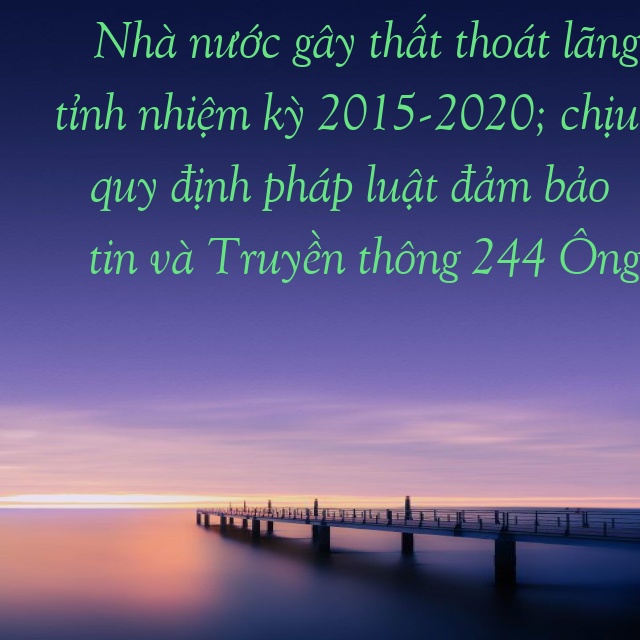 Nhà nước gây thất thoát lãng
tỉnh nhiệm kỳ 2015-2020; chịu
quy định pháp luật đảm bảo
tin và Truyền thông 244 Ông